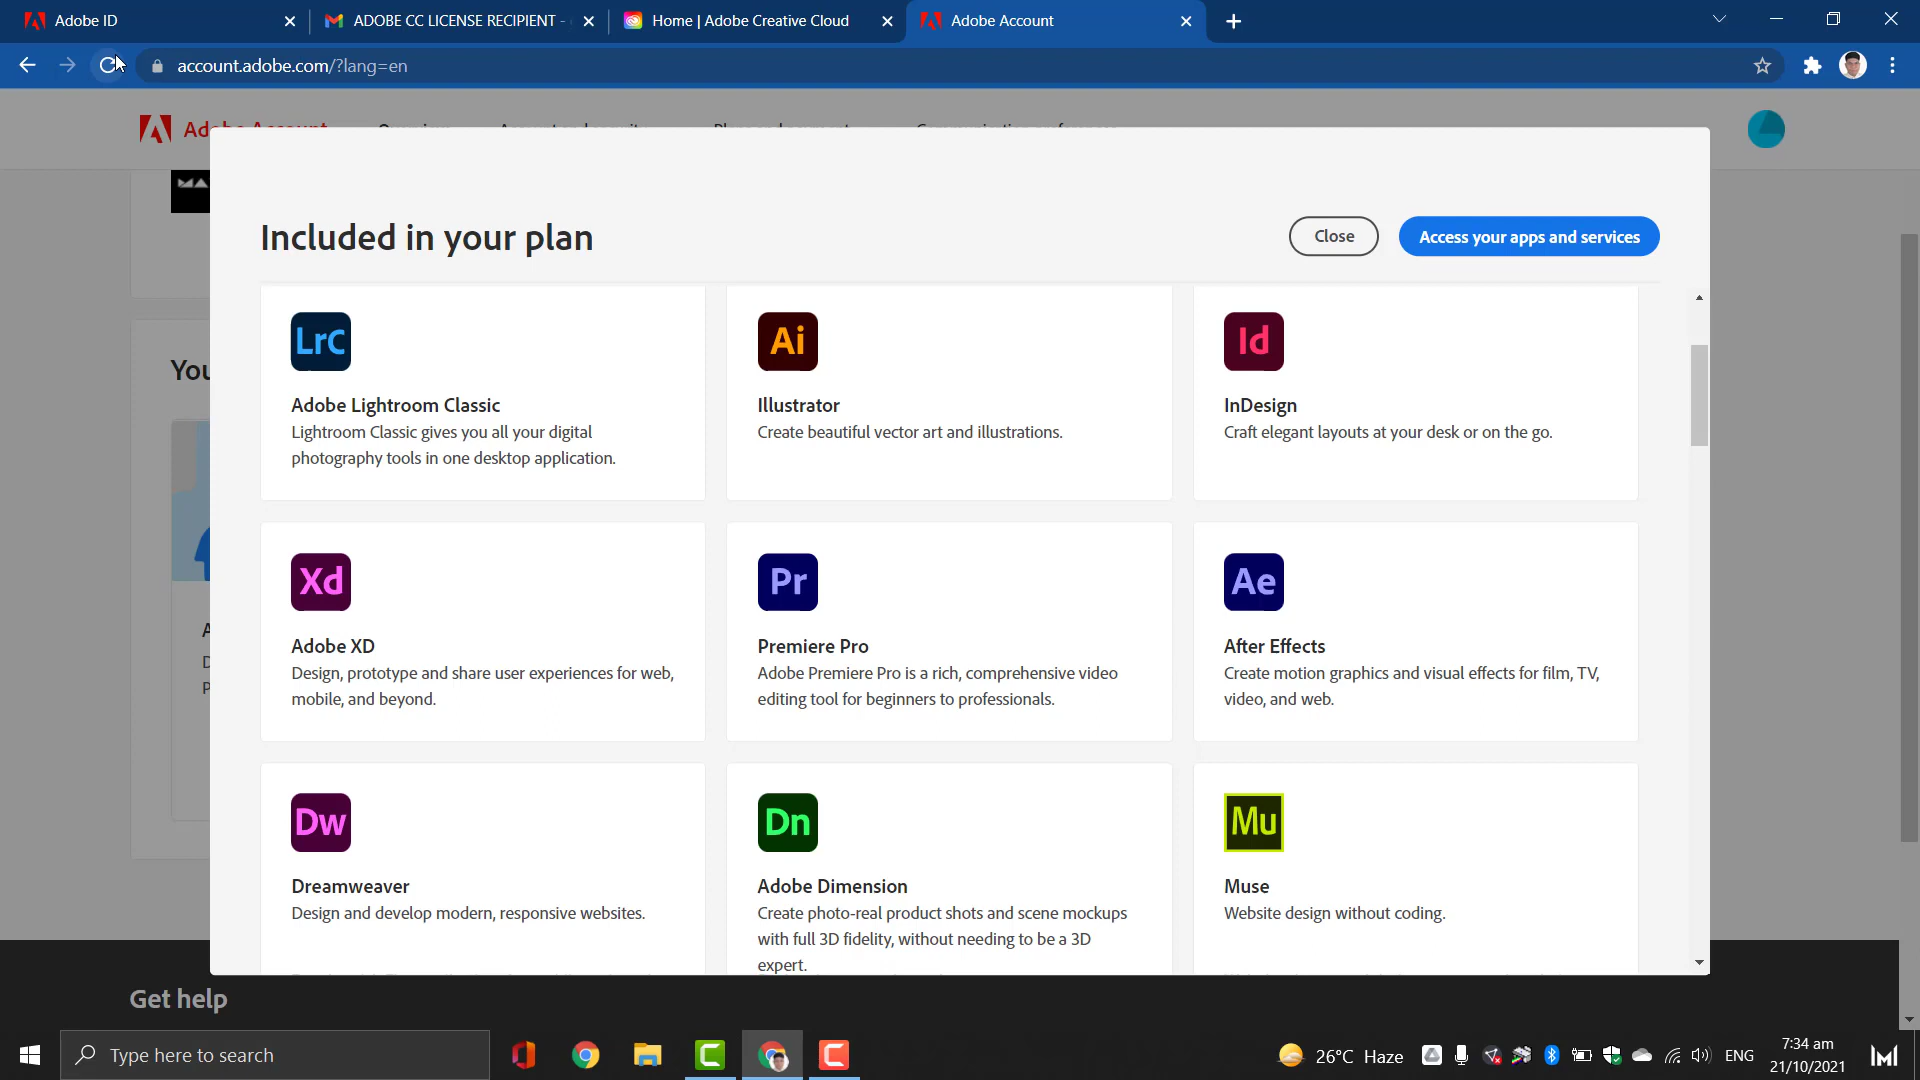 Adobe ID
ADOBE CC LICENSE RECIPIENT -
Home | Adobe Creative Cloud
Adobe Account
account.adobe.com/?lang=en
Included in your plan
Close
Access your apps and services
You
LrC
Adobe Lightroom Classic
Lightroom Classic gives you all your digital
photography tools in one desktop application.
Ai
Illustrator
Create beautiful vector art and illustrations.
Id
InDesign
Craft elegant layouts at your desk or on the go.
Xd
Adobe XD
Design, prototype and share user experiences for web,
mobile, and beyond.
Pr
Premiere Pro
Adobe Premiere Pro is a rich, comprehensive video
editing tool for beginners to professionals.
Ae
After Effects
Create motion graphics and visual effects for film, TV,
video, and web.
Dw
Dreamweaver
Design and develop modern, responsive websites.
Dn
Adobe Dimension
Create photo-real product shots and scene mockups
with full 3D fidelity, without needing to be a 3D
expert.
Mu
Muse
Website design without coding.
Get help
Type here to search
26°C Haze
ENG
7:34 am
21/10/2021